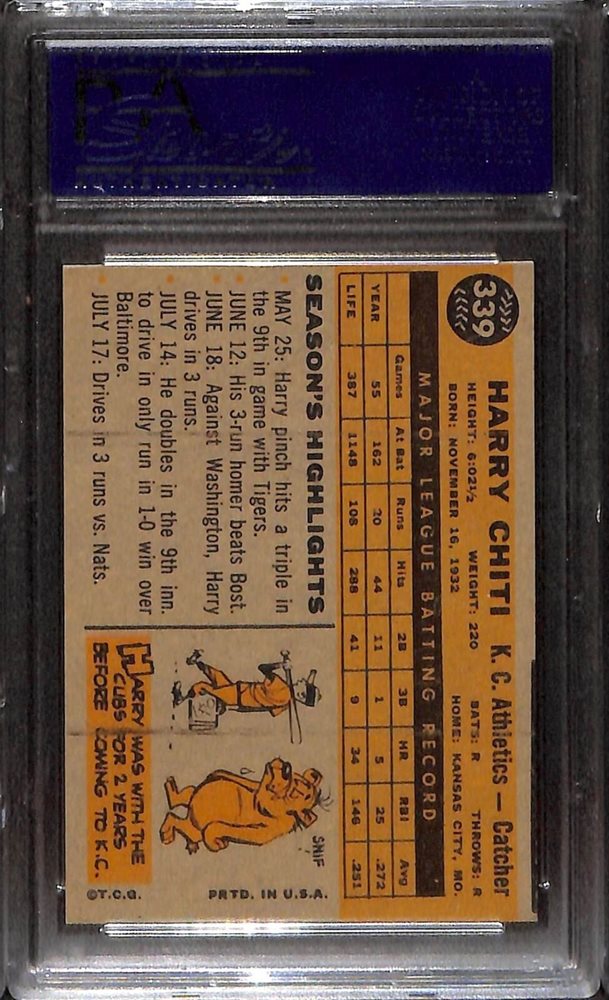 339
HARRY CHITI K. C. Athletics — Catcher
HEIGHT: 6:02½ WEIGHT: 220 BATS: R THROWS: R
BORN: NOVEMBER 16, 1932 HOME: KANSAS CITY, MO.
MAJOR LEAGUE BATTING RECORD
Games At Bat Runs Hits 2B 3B HR RBI Avg
YEAR 55 162 20 44 11 1 5 25 .272
LIFE 387 1148 108 288 41 9 34 146 .251
SEASON'S HIGHLIGHTS
• MAY 25: Harry pinch hits a triple in
the 9th in game with Tigers.
• JUNE 12: His 3-run homer beats Bost.
• JUNE 18: Against Washington, Harry
drives in 3 runs.
• JULY 14: He doubles in the 9th inn.
to drive in only run in 1-0 win over
Baltimore.
• JULY 17: Drives in 3 runs vs. Nats.
SNIF
HARRY WAS WITH THE
CUBS FOR 2 YEARS
BEFORE COMING TO K.C.
©T.C.G. PRTD. IN U.S.A.